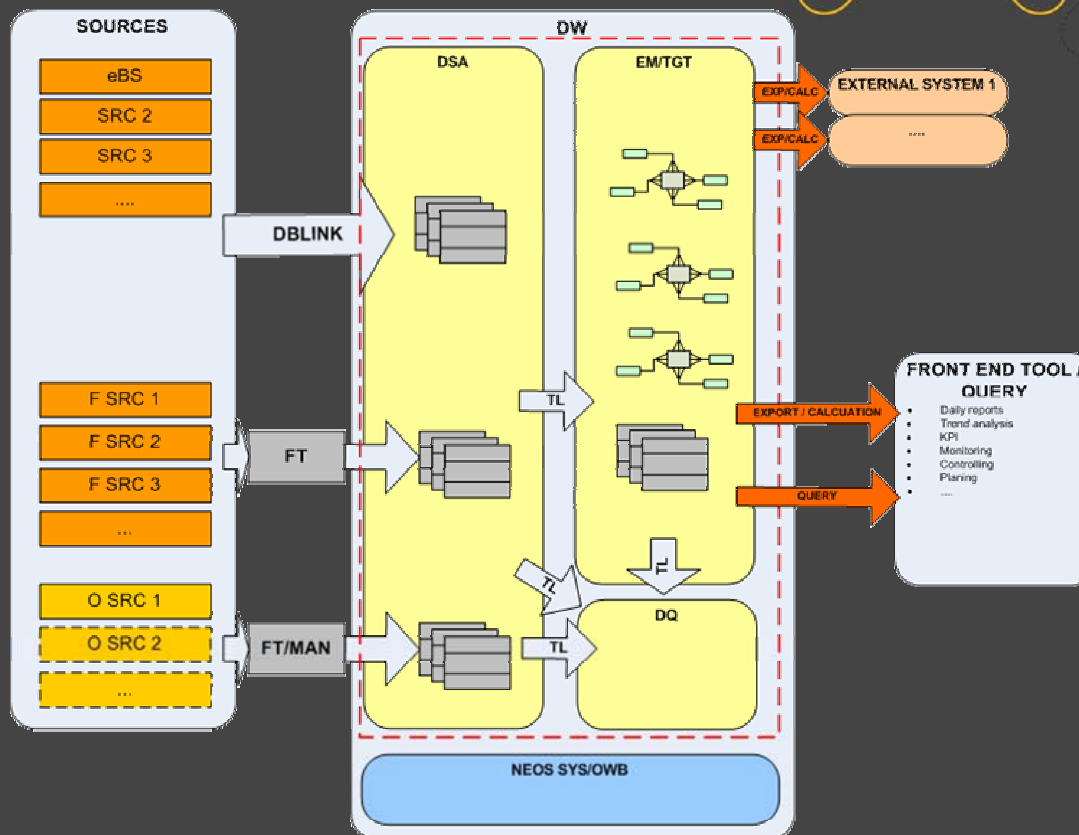 SOURCES
eBS
SRC 2
SRC 3
....
F SRC 1
F SRC 2
F SRC 3
...
O SRC 1
O SRC 2
...
DBLINK
FT
FT/MAN
DW
DSA
EM/TGT
TL
TL
TL
TL
DQ
NEOS SYS/OWB
EXP/CALC
EXP/CALC
EXTERNAL SYSTEM 1
....
EXPORT / CALCUATION
QUERY
FRONT END TOOL /
QUERY
• Daily reports
• Trend analysis
• KPI
• Monitoring
• Controlling
• Planing
• ....